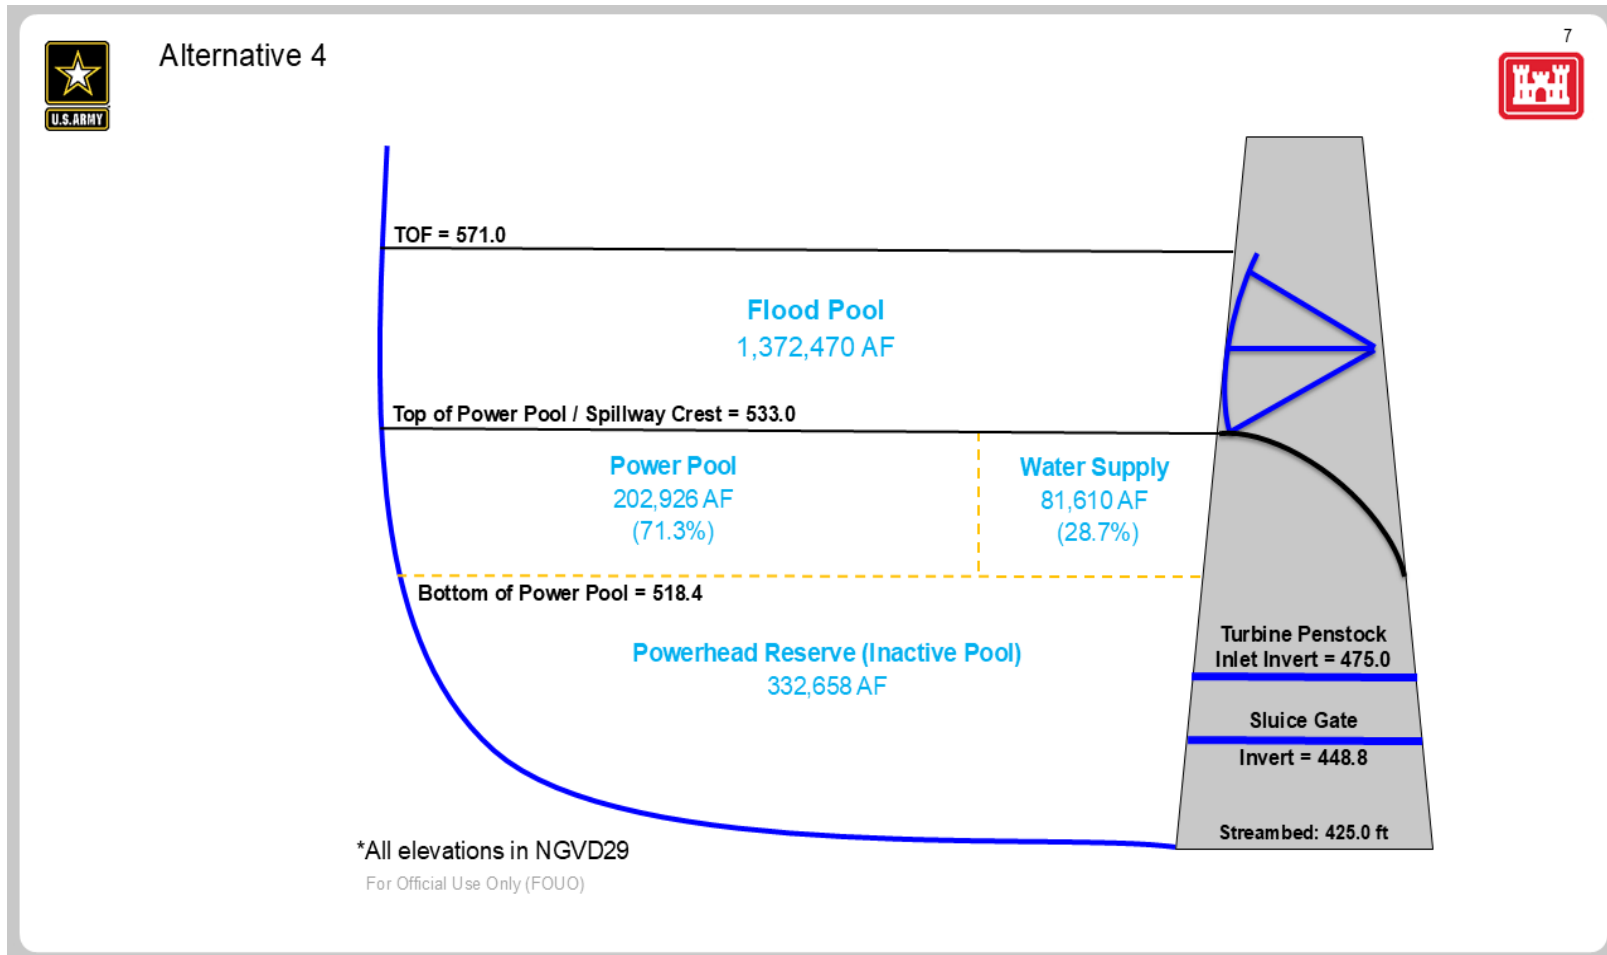 7
Alternative 4
U.S.ARMY
TOF = 571.0
Flood Pool
1,372,470 AF
Top of Power Pool / Spillway Crest = 533.0
Power Pool
202,926 AF
(71.3%)
Water Supply
81,610 AF
(28.7%)
Bottom of Power Pool = 518.4
Powerhead Reserve (Inactive Pool)
332,658 AF
Turbine Penstock
Inlet Invert = 475.0
Sluice Gate
Invert = 448.8
Streambed: 425.0 ft
*All elevations in NGVD29
For Official Use Only (FOUO)